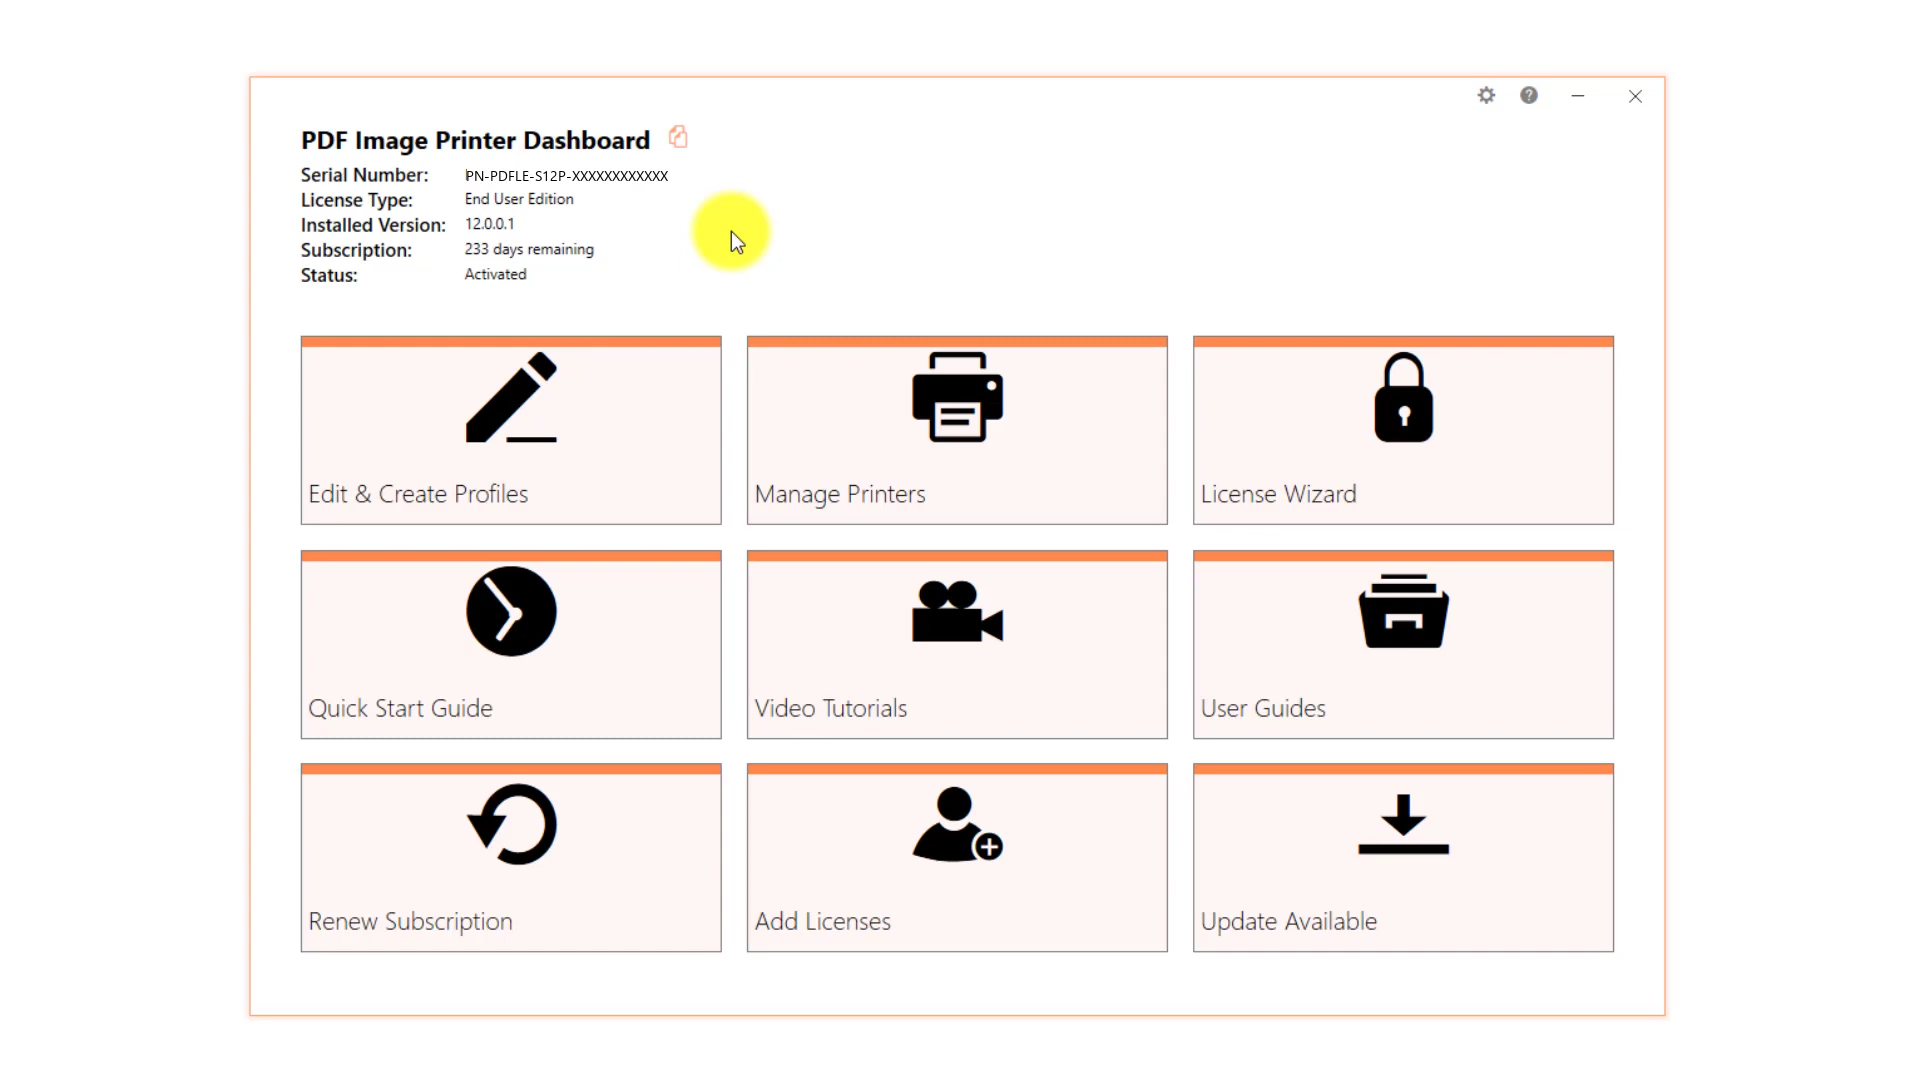 PDF Image Printer Dashboard
Serial Number: PN-PDFLE-S12P-XXXXXXXXXXXX
License Type: End User Edition
Installed Version: 12.0.0.1
Subscription: 233 days remaining
Status: Activated
Edit & Create Profiles
Manage Printers
License Wizard
Quick Start Guide
Video Tutorials
User Guides
Renew Subscription
Add Licenses
Update Available